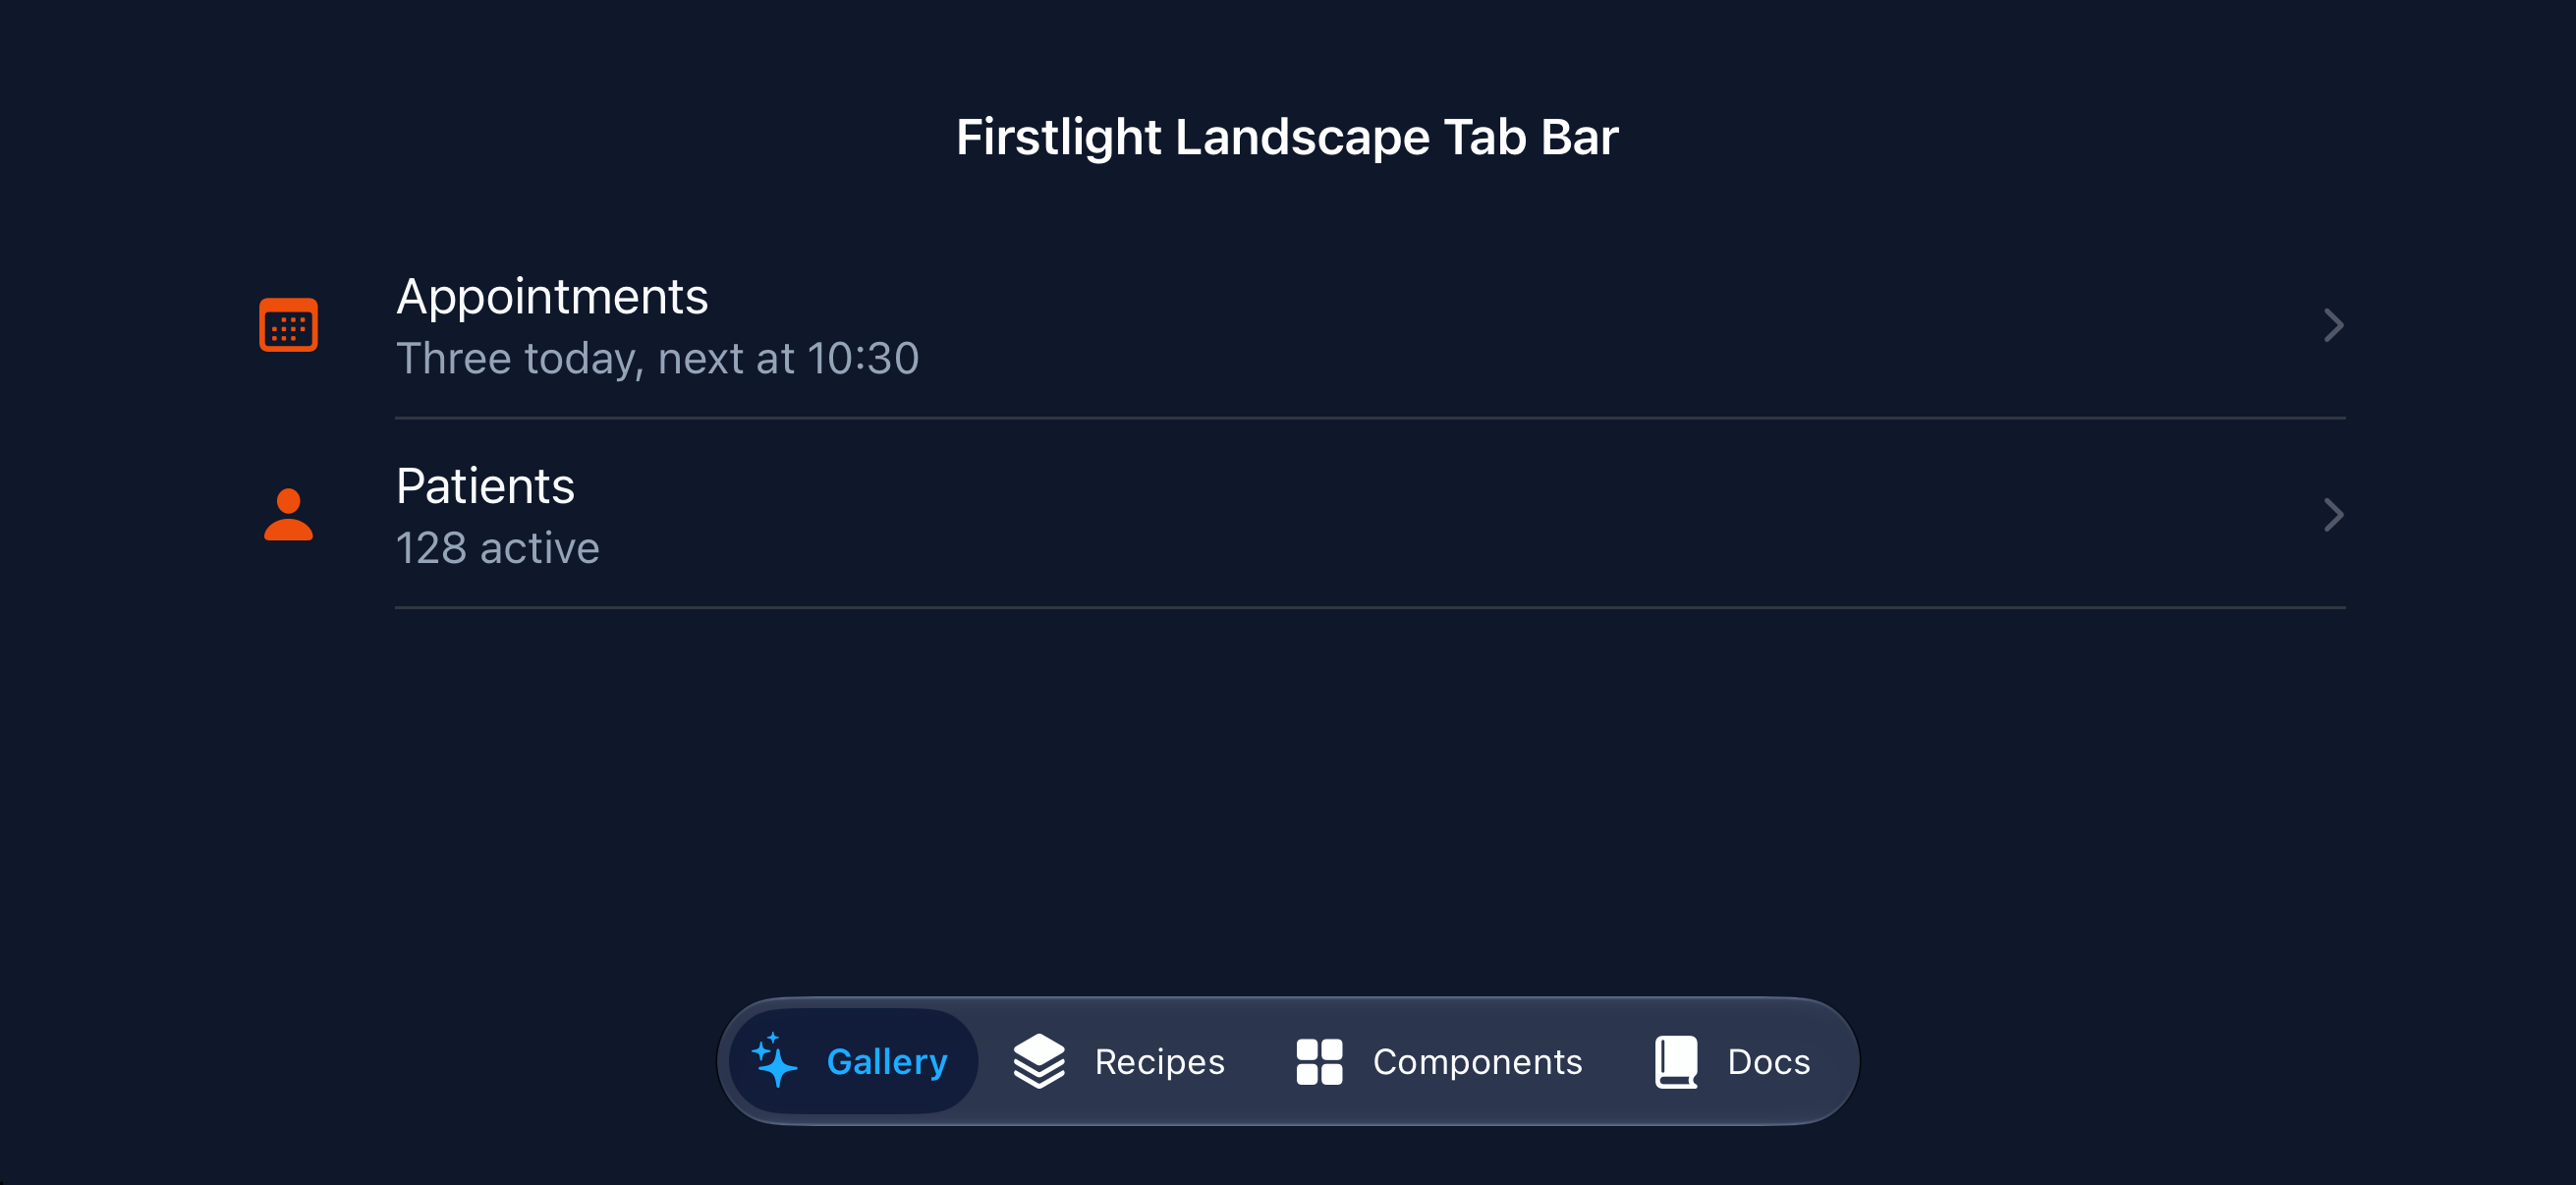 Firstlight Landscape Tab Bar
Appointments
Three today, next at 10:30
Patients
128 active
Gallery
Recipes
Components
Docs